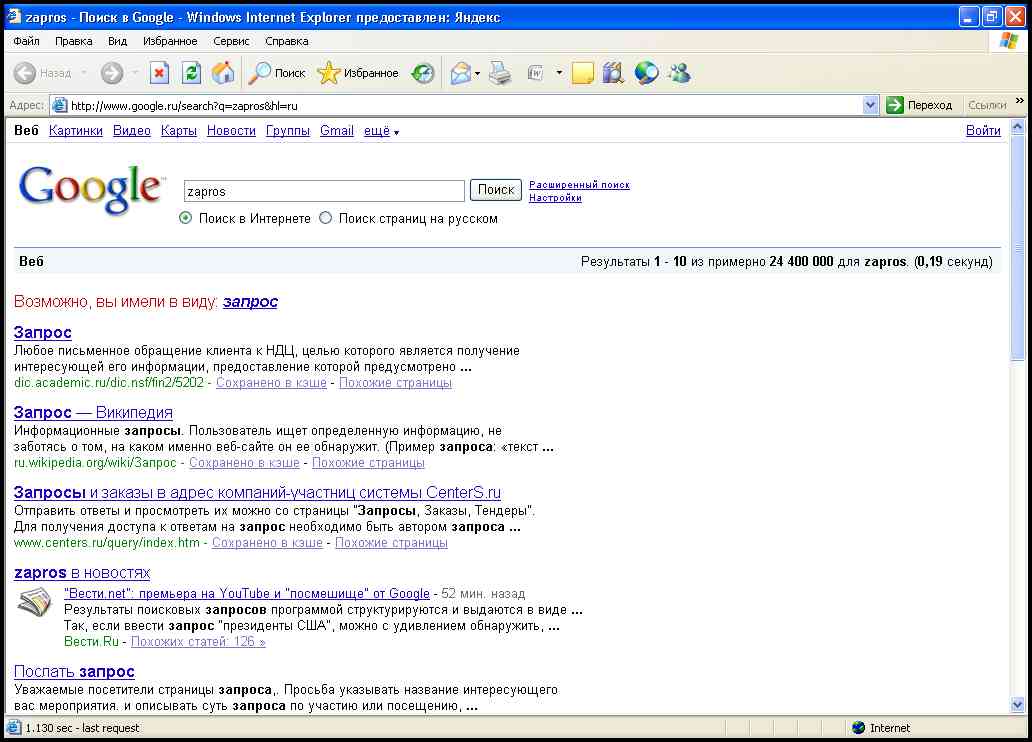 zapros - Поиск в Google - Windows Internet Explorer предоставлен: Яндекс
Файл Правка Вид Избранное Сервис Справка
Назад Поиск Избранное
Адрес: http://www.google.ru/search?q=zapros&hl=ru Переход Ссылки »
Веб Картинки Видео Карты Новости Группы Gmail ещё ▼ Войти
Google™ zapros Поиск Расширенный поиск
Настройки
Поиск в Интернете Поиск страниц на русском
Веб Результаты 1 - 10 из примерно 24 400 000 для zapros. (0,19 секунд)
Возможно, вы имели в виду: запрос
Запрос
Любое письменное обращение клиента к НДЦ, целью которого является получение
интересующей его информации, предоставление которой предусмотрено ...
dic.academic.ru/dic.nsf/fin2/5202 - Сохранено в кэше - Похожие страницы
Запрос — Википедия
Информационные запросы. Пользователь ищет определенную информацию, не
заботясь о том, на каком именно веб-сайте он ее обнаружит. (Пример запроса: «текст ...
ru.wikipedia.org/wiki/Запрос - Сохранено в кэше - Похожие страницы
Запросы и заказы в адрес компаний-участниц системы CenterS.ru
Отправить ответы и просмотреть их можно со страницы "Запросы, Заказы, Тендеры".
Для получения доступа к ответам на запрос необходимо быть автором запроса ...
www.centers.ru/query/index.htm - Сохранено в кэше - Похожие страницы
zapros в новостях
"Вести.net": премьера на YouTube и "посмешище" от Google - 52 мин. назад
Результаты поисковых запросов программой структурируются и выдаются в виде ...
Так, если ввести запрос "президенты США", можно с удивлением обнаружить, ...
Вести.Ru - Похожих статей: 126 »
Послать запрос
Уважаемые посетители страницы запроса,. Просьба указывать название интересующего
вас мероприятия. и описывать суть запроса по участию или посещению, ...
1.130 sec - last request Internet